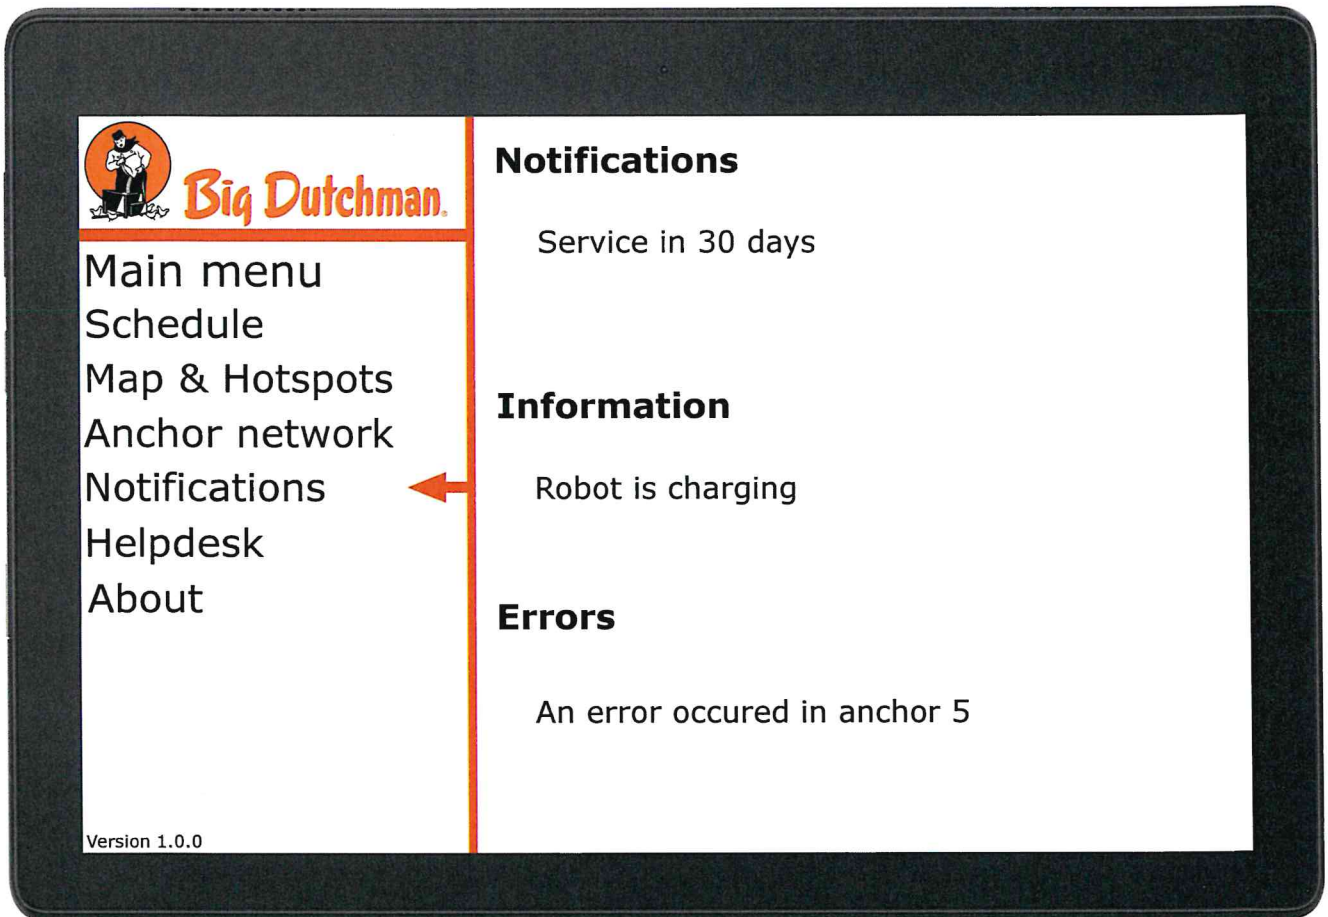 Big Dutchman
Main menu
Schedule
Map & Hotspots
Anchor network
Notifications
Helpdesk
About
Version 1.0.0
Notifications
Service in 30 days
Information
Robot is charging
Errors
An error occured in anchor 5